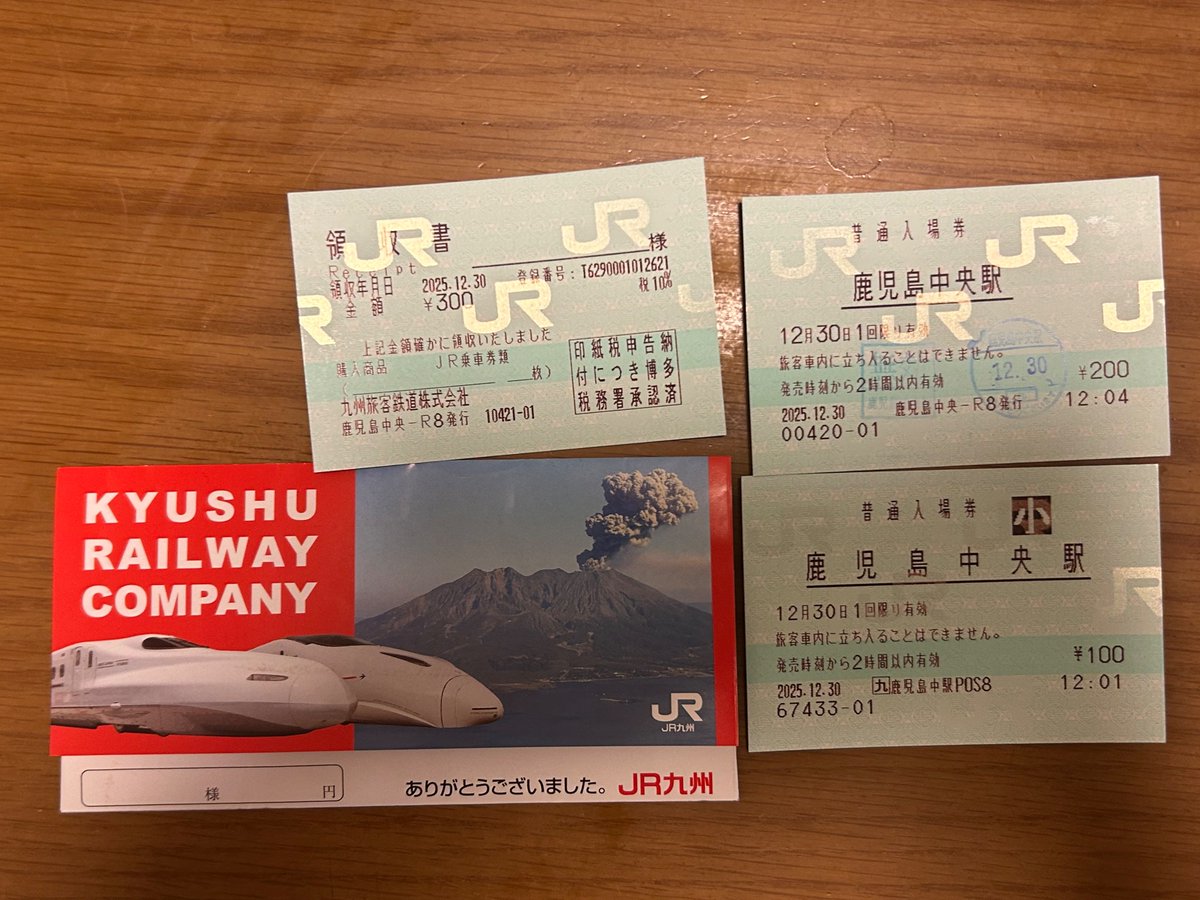 領収書
様
Receipt
領収年月日 2025.12.30 登録番号:T6290001012621
金額 ¥300 税10%
上記金額確かに領収いたしました
購入商品 JR乗車券類
( 枚)
九州旅客鉄道株式会社
鹿児島中央-R8発行 10421-01
印紙税申告納
付につき博多
税務署承認済
JR
JR
JR
普通入場券
鹿児島中央駅
12月30日1回限り有効
旅客車内に立ち入ることはできません。
発売時刻から2時間以内有効 ¥200
2025.12.30 鹿児島中央-R8発行 12:04
00420-01
12.30
JR
JR
JR
普通入場券 小
鹿児島中央駅
12月30日1回限り有効
旅客車内に立ち入ることはできません。
発売時刻から2時間以内有効 ¥100
2025.12.30 九鹿児島中駅POS8 12:01
67433-01
KYUSHU
RAILWAY
COMPANY
JR
JR九州
様 円
ありがとうございました。 JR九州